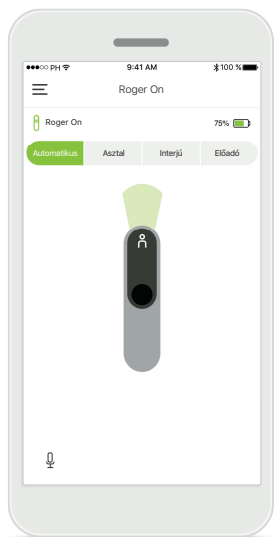 PH 9:41 AM 100 %
Roger On
Roger On 75%
Automatikus Asztal Interjú Előadó